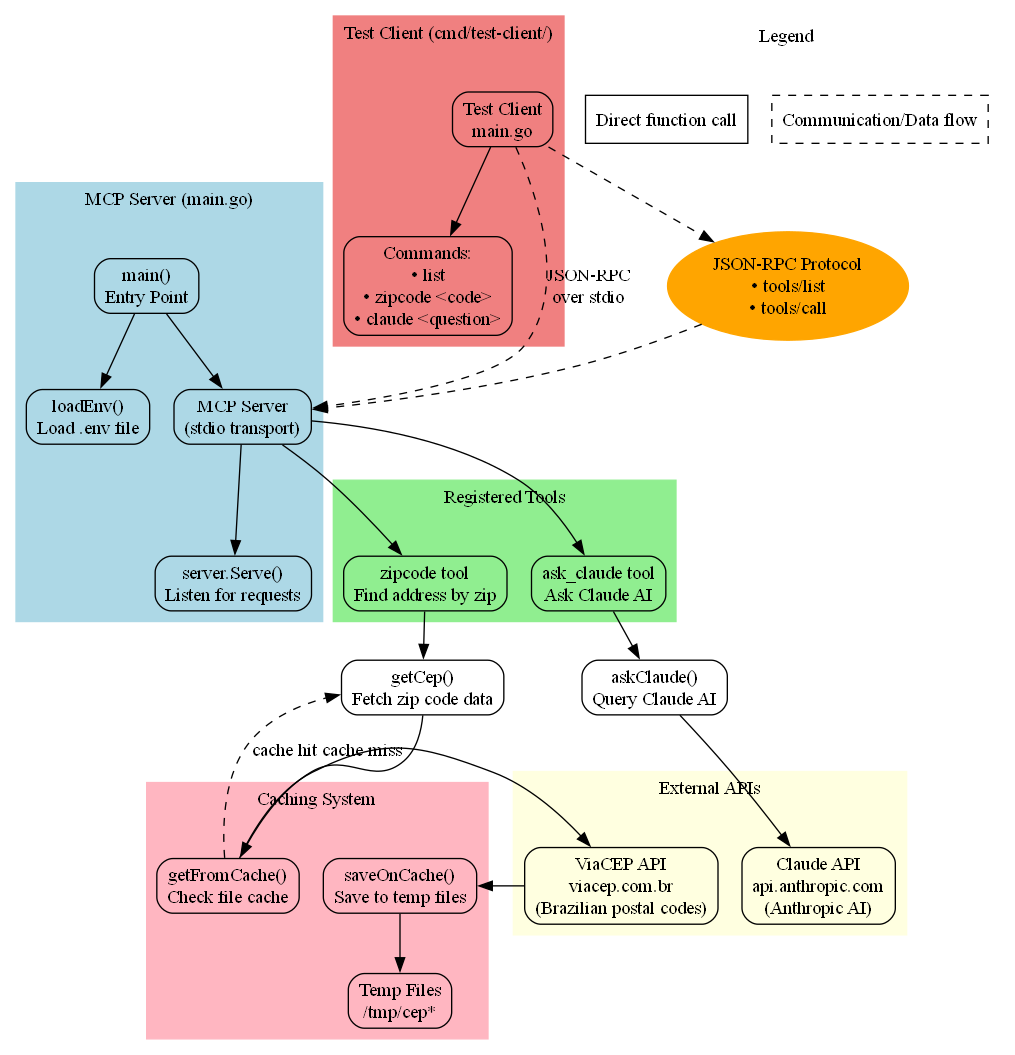 Test Client (cmd/test-client/)
Legend
Test Client
main.go
Direct function call
Communication/Data flow
MCP Server (main.go)
Commands:
• list
• zipcode <code>
• claude <question>
JSON-RPC
over stdio
JSON-RPC Protocol
• tools/list
• tools/call
main()
Entry Point
loadEnv()
Load .env file
MCP Server
(stdio transport)
Registered Tools
server.Serve()
Listen for requests
zipcode tool
Find address by zip
ask_claude tool
Ask Claude AI
getCep()
Fetch zip code data
askClaude()
Query Claude AI
cache hit
cache miss
Caching System
External APIs
getFromCache()
Check file cache
saveOnCache()
Save to temp files
ViaCEP API
viacep.com.br
(Brazilian postal codes)
Claude API
api.anthropic.com
(Anthropic AI)
Temp Files
/tmp/cep*